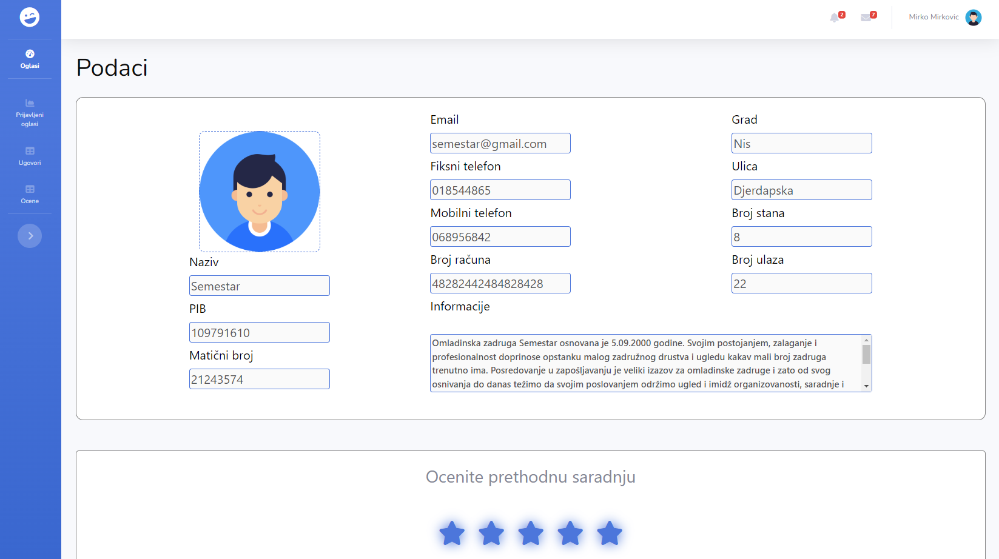 2
7
Mirko Mirkovic
Oglasi
Prijavljeni
oglasi
Ugovori
Ocene
Podaci
Naziv
Semestar
PIB
109791610
Matični broj
21243574
Email
semestar@gmail.com
Fiksni telefon
018544865
Mobilni telefon
068956842
Broj računa
48282442484828428
Informacije
Omladinska zadruga Semestar osnovana je 5.09.2000 godine. Svojim postojanjem, zalaganje i
profesionalnost doprinose opstanku malog zadružnog drustva i ugledu kakav mali broj zadruga
trenutno ima. Posredovanje u zapošljavanju je veliki izazov za omladinske zadruge i zato od svog
osnivanja do danas težimo da svojim poslovanjem održimo ugled i imidž organizovanosti, saradnje i
Grad
Nis
Ulica
Djerdapska
Broj stana
8
Broj ulaza
22
Ocenite prethodnu saradnju